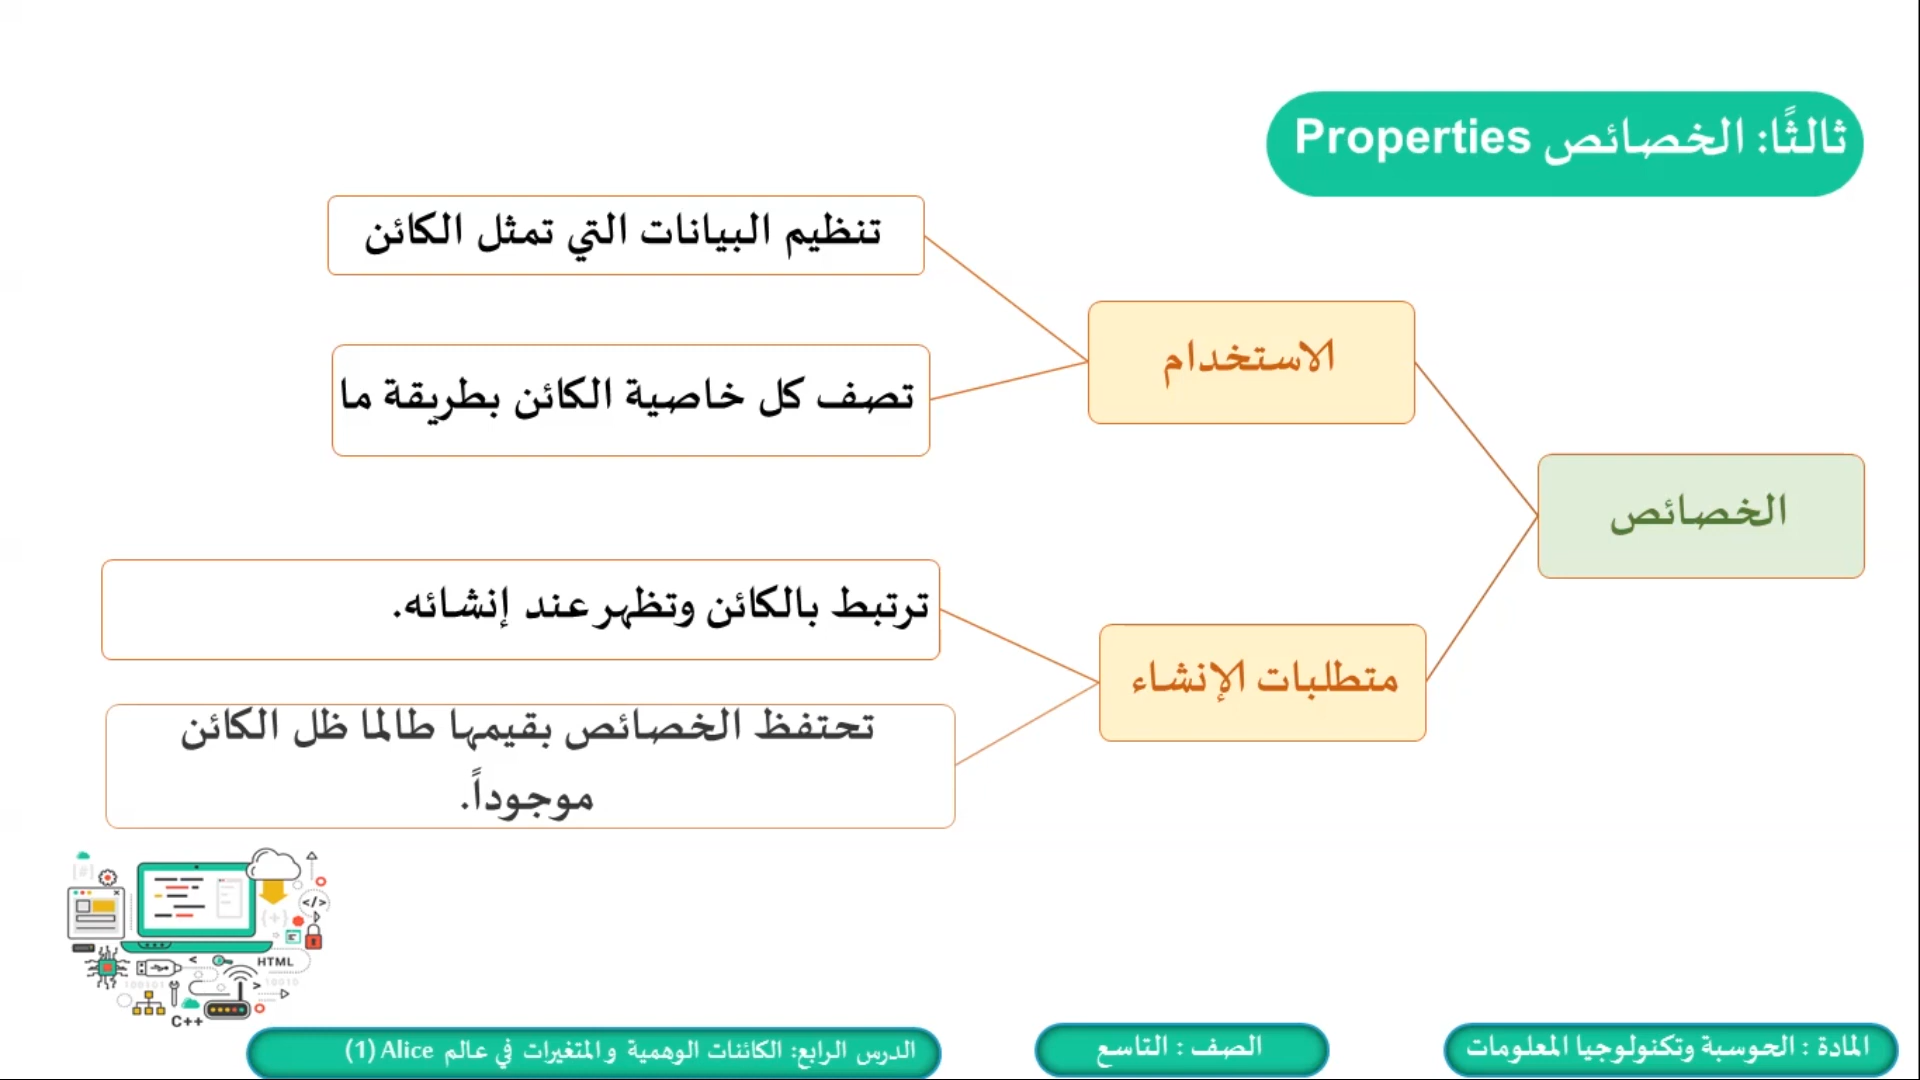 ثالثًا: الخصائص Properties
تنظيم البيانات التي تمثل الكائن
الاستخدام
تصف كل خاصية الكائن بطريقة ما
الخصائص
ترتبط بالكائن وتظهر عند إنشائه.
متطلبات الإنشاء
تحتفظ الخصائص بقيمها طالما ظل الكائن
موجوداً.
</>
HTML
C++
المادة : الحوسبة وتكنولوجيا المعلومات
الصف : التاسع
الدرس الرابع: الكائنات الوهمية والمتغيرات في عالم Alice (1)